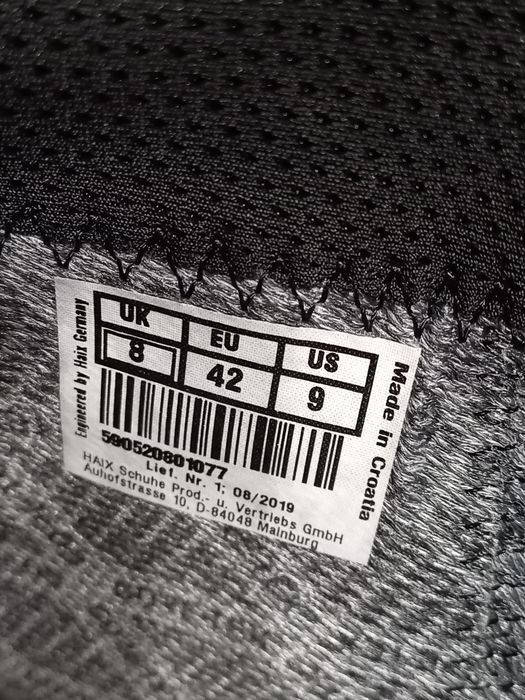 Engineered by Haix Germany
UK EU US
8 42 9
590520801077
Lief. Nr. 1; 08/2019
HAIX Schuhe Prod.- u. Vertriebs GmbH
Auhofstrasse 10, D-84048 Mainburg
Made in Croatia